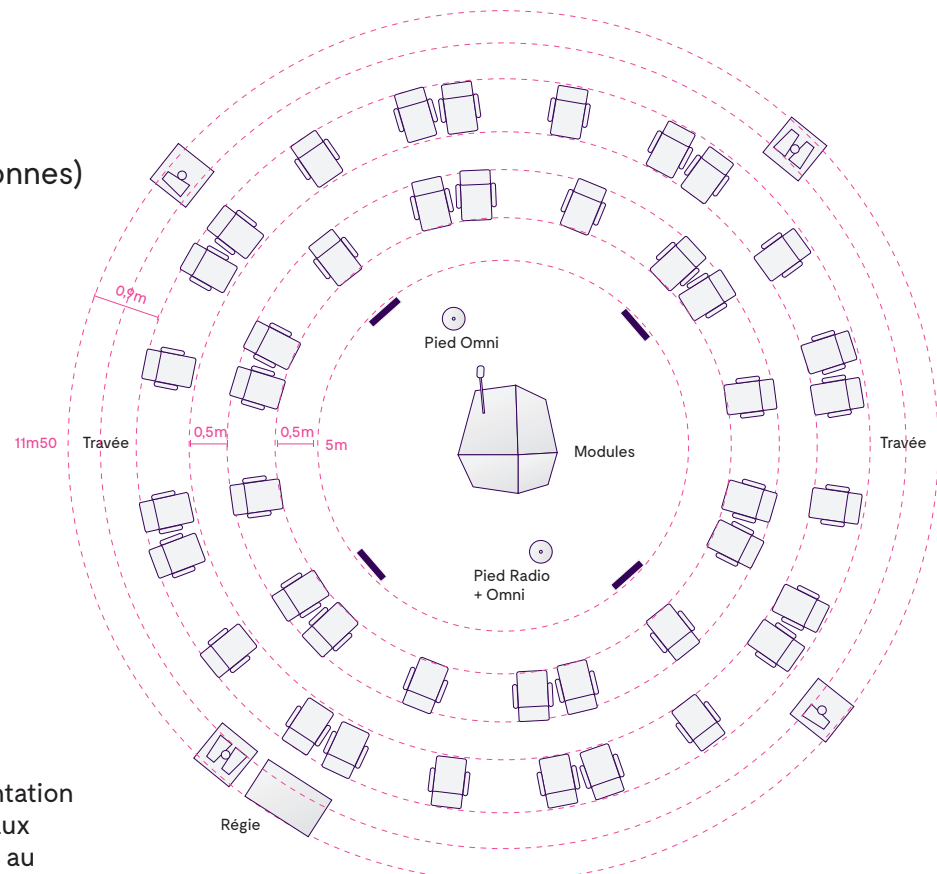 onnes)
0,9m
Pied Omni
11m50
Travée
0,5m
0,5m
5m
Modules
Travée
Pied Radio
+ Omni
ntation
ux
au
Régie